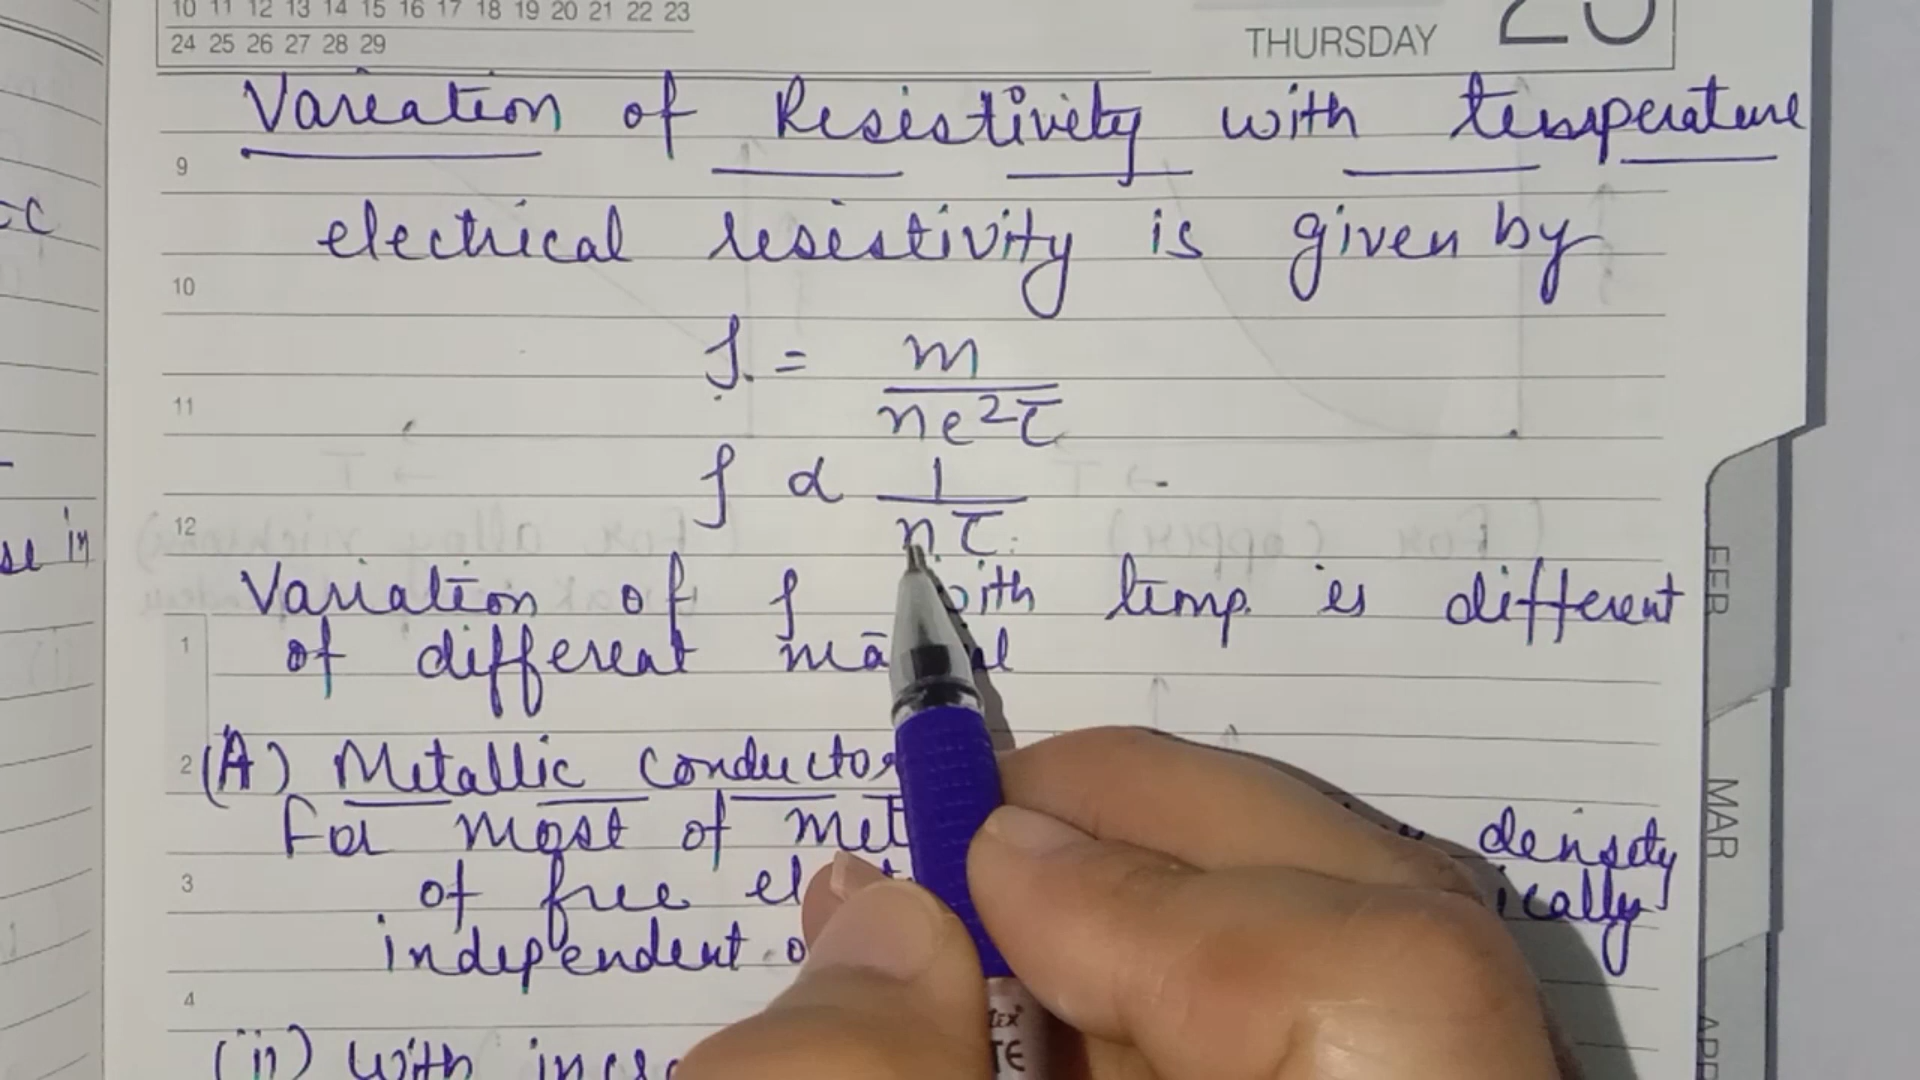 10 11 12 13 14 15 16 17 18 19 20 21 22 23
24 25 26 27 28 29
THURSDAY
Variation of Resistivity with temperature
9
electrical resistivity is given by
10
ρ = m / ne²τ
11
ρ ∝ 1 / nτ
12
Variation of ρ with temp. is different
1
of different
2 (A) Metallic conductor
For most of density
3
of free ically
independent
4
(ii) with
FEB
MAR
APR